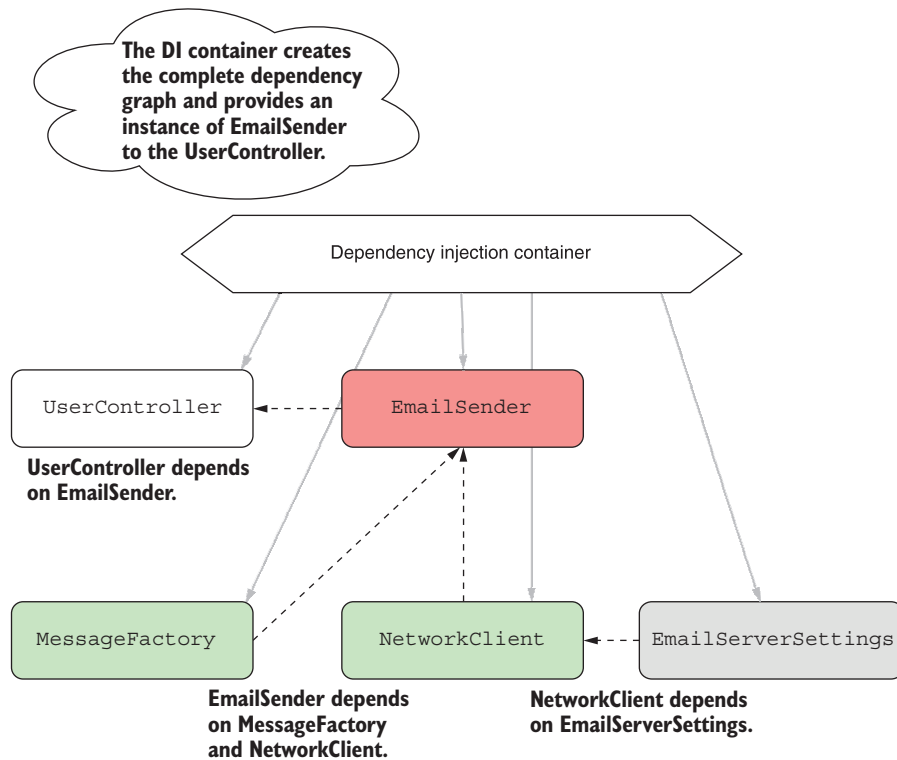 The DI container creates
the complete dependency
graph and provides an
instance of EmailSender
to the UserController.
Dependency injection container
UserController
EmailSender
UserController depends
on EmailSender.
MessageFactory
NetworkClient
EmailServerSettings
EmailSender depends
on MessageFactory
and NetworkClient.
NetworkClient depends
on EmailServerSettings.